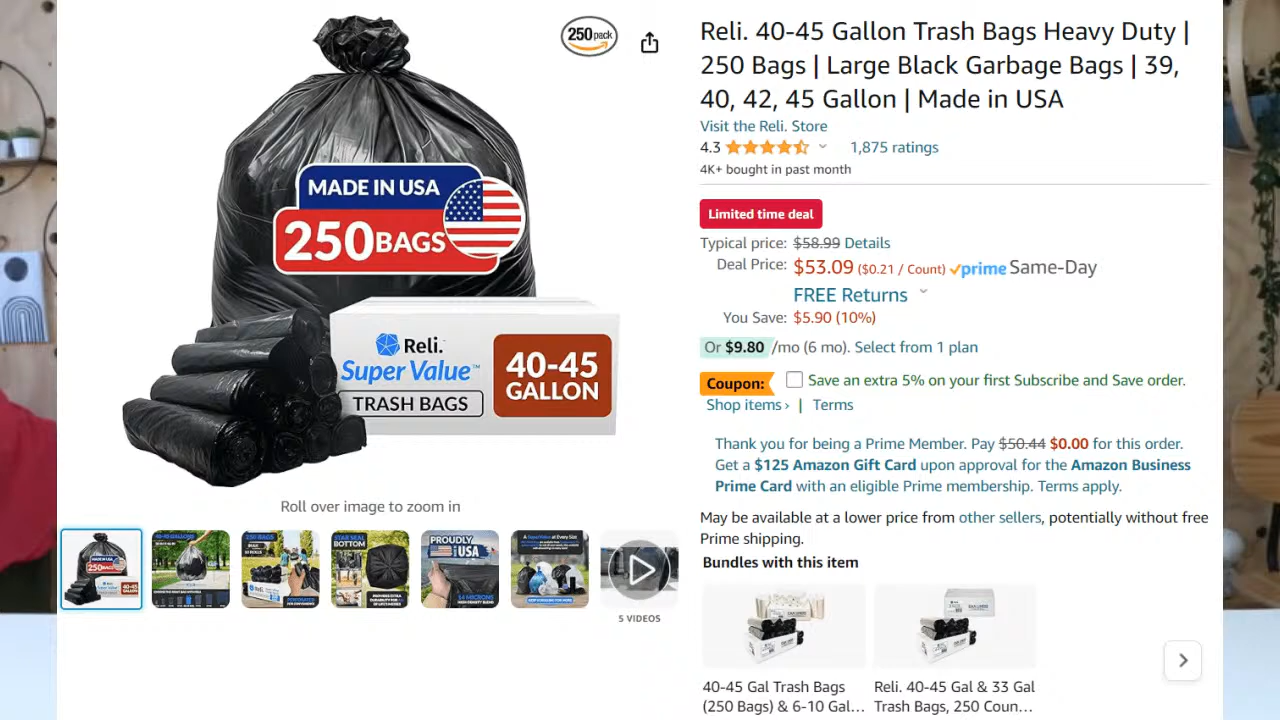 250 pack
MADE IN USA
250 BAGS
Reli.
Super Value™
TRASH BAGS
40-45
GALLON
Roll over image to zoom in
250 BAGS
STAR SEAL
BOTTOM
PROUDLY
USA
5 VIDEOS
Reli. 40-45 Gallon Trash Bags Heavy Duty |
250 Bags | Large Black Garbage Bags | 39,
40, 42, 45 Gallon | Made in USA
Visit the Reli. Store
4.3 1,875 ratings
4K+ bought in past month
Limited time deal
Typical price: $58.99 Details
Deal Price: $53.09 ($0.21 / Count) prime Same-Day
FREE Returns
You Save: $5.90 (10%)
Or $9.80 /mo (6 mo). Select from 1 plan
Coupon: Save an extra 5% on your first Subscribe and Save order.
Shop items › | Terms
Thank you for being a Prime Member. Pay $50.44 $0.00 for this order.
Get a $125 Amazon Gift Card upon approval for the Amazon Business
Prime Card with an eligible Prime membership. Terms apply.
May be available at a lower price from other sellers, potentially without free
Prime shipping.
Bundles with this item
40-45 Gal Trash Bags
(250 Bags) & 6-10 Gal...
Reli. 40-45 Gal & 33 Gal
Trash Bags, 250 Coun...